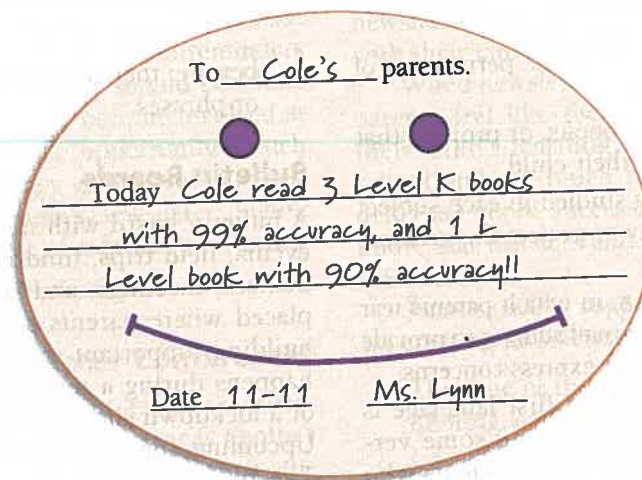 To Cole's parents.
Today Cole read 3 Level K books
with 99% accuracy, and 1 L
Level book with 90% accuracy!!
Date 11-11 Ms. Lynn